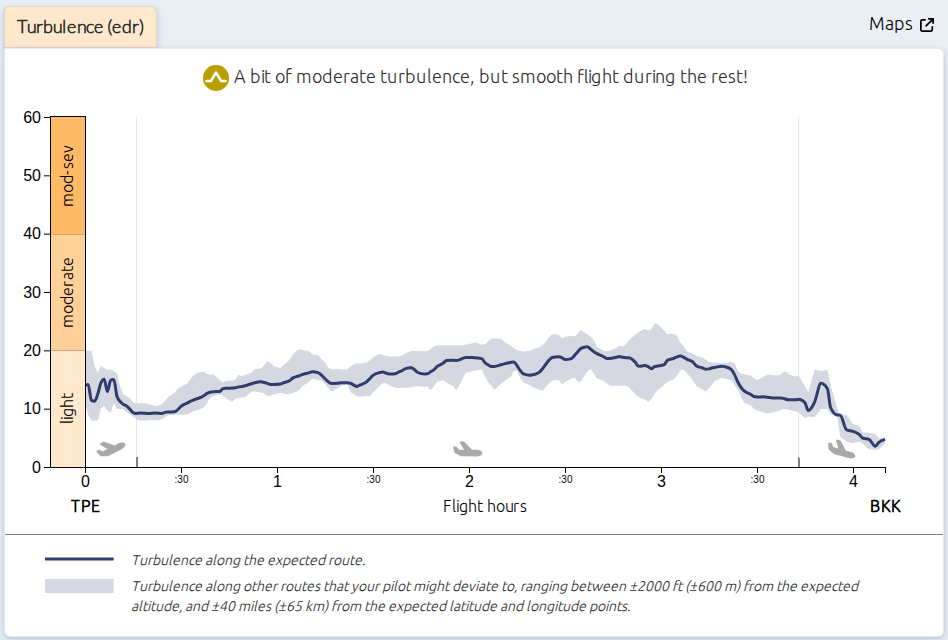 Turbulence (edr)
Maps
A bit of moderate turbulence, but smooth flight during the rest!
60
50
40
30
20
10
0
mod-sev
moderate
light
0
:30
1
:30
2
:30
3
:30
4
TPE
Flight hours
BKK
Turbulence along the expected route.
Turbulence along other routes that your pilot might deviate to, ranging between ±2000 ft (±600 m) from the expected
altitude, and ±40 miles (±65 km) from the expected latitude and longitude points.